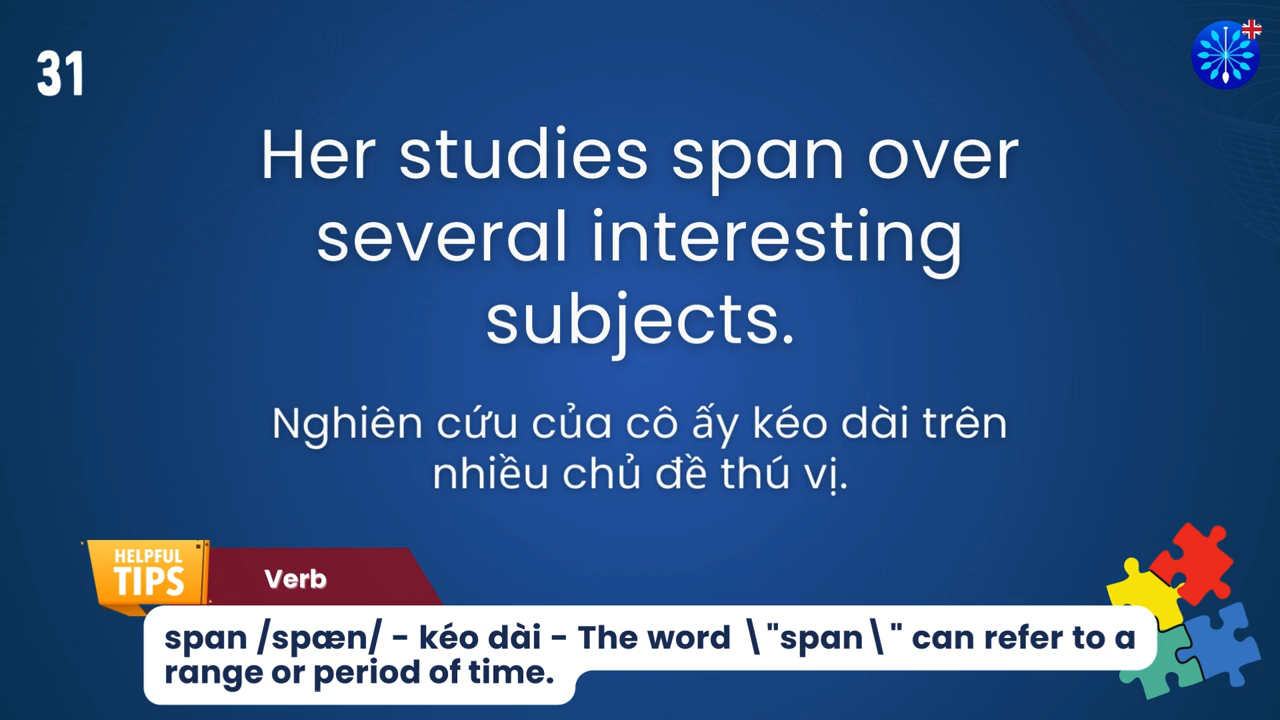 31
Her studies span over
several interesting
subjects.
Nghiên cứu của cô ấy kéo dài trên
nhiều chủ đề thú vị.
HELPFUL
TIPS
Verb
span /spæn/ - kéo dài - The word \"span\" can refer to a
range or period of time.